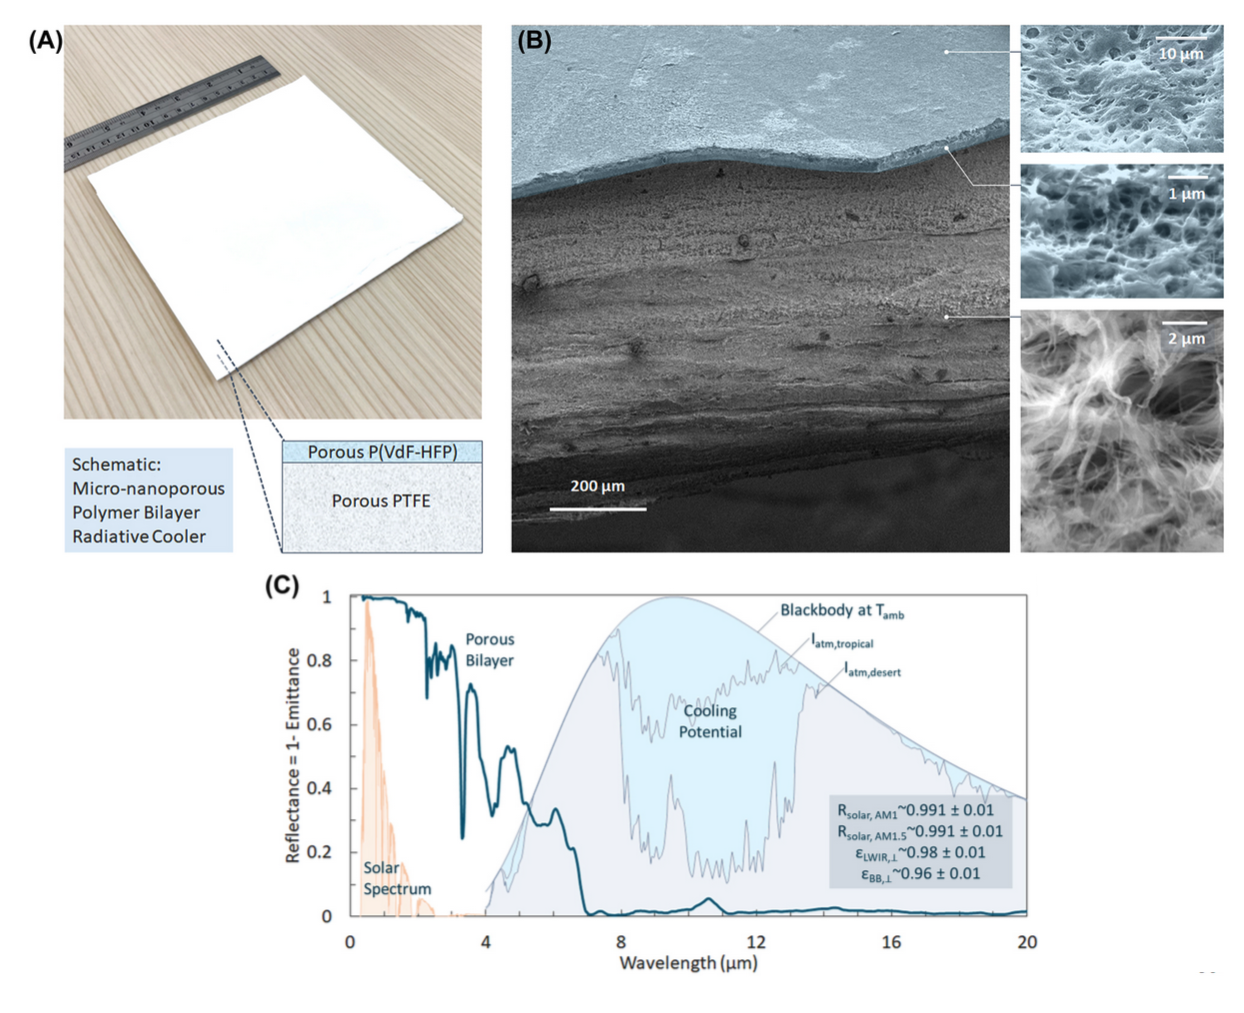 (A)
(B)
10 µm
1 µm
2 µm
200 µm
Schematic:
Micro-nanoporous
Polymer Bilayer
Radiative Cooler
Porous P(VdF-HFP)
Porous PTFE
(C)
Reflectance = 1- Emittance
1
0.8
0.6
0.4
0.2
0
Porous
Bilayer
Solar
Spectrum
Blackbody at Tamb
Iatm,tropical
Iatm,desert
Cooling
Potential
Rsolar, AM1~0.991 ± 0.01
Rsolar, AM1.5~0.991 ± 0.01
εLWIR,⊥~0.98 ± 0.01
εBB,⊥~0.96 ± 0.01
0 4 8 12 16 20
Wavelength (µm)